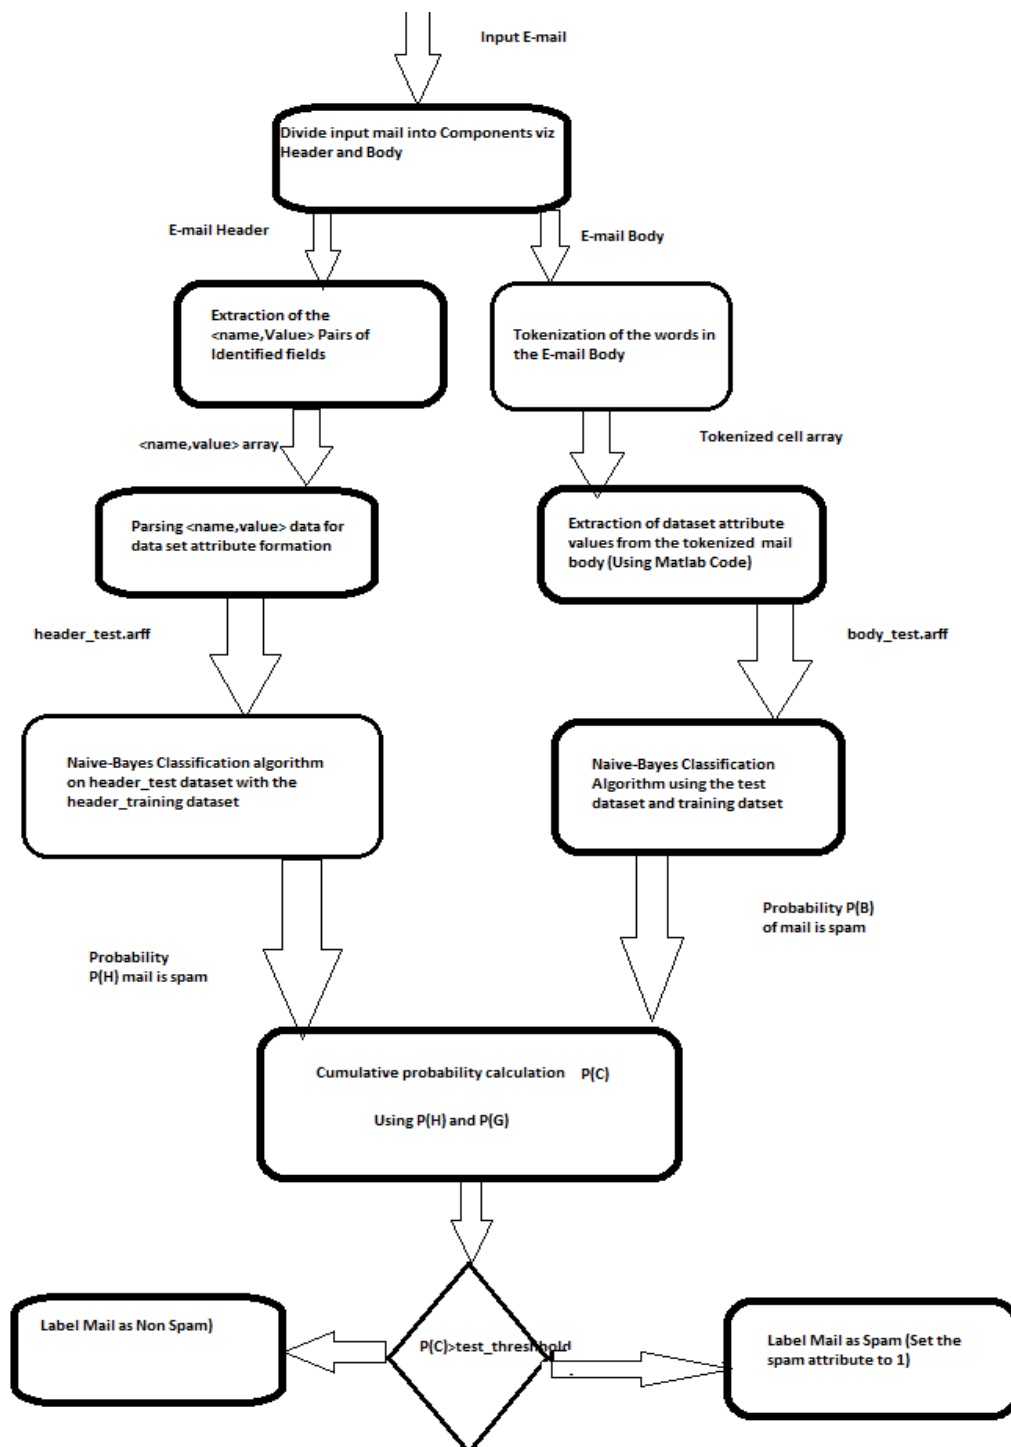 Input E-mail
Divide input mail into Components viz
Header and Body
E-mail Header
E-mail Body
Extraction of the
<name,Value> Pairs of
Identified fields
Tokenization of the words in
the E-mail Body
<name,value> array
Tokenized cell array
Parsing <name,value> data for
data set attribute formation
Extraction of dataset attribute
values from the tokenized mail
body (Using Matlab Code)
header_test.arff
body_test.arff
Naive-Bayes Classification algorithm
on header_test dataset with the
header_training dataset
Naive-Bayes Classification
Algorithm using the test
dataset and training datset
Probability
P(H) mail is spam
Probability P(B)
of mail is spam
Cumulative probability calculation P(C)
Using P(H) and P(G)
P(C)>test_threshhold
Label Mail as Non Spam)
Label Mail as Spam (Set the
spam attribute to 1)